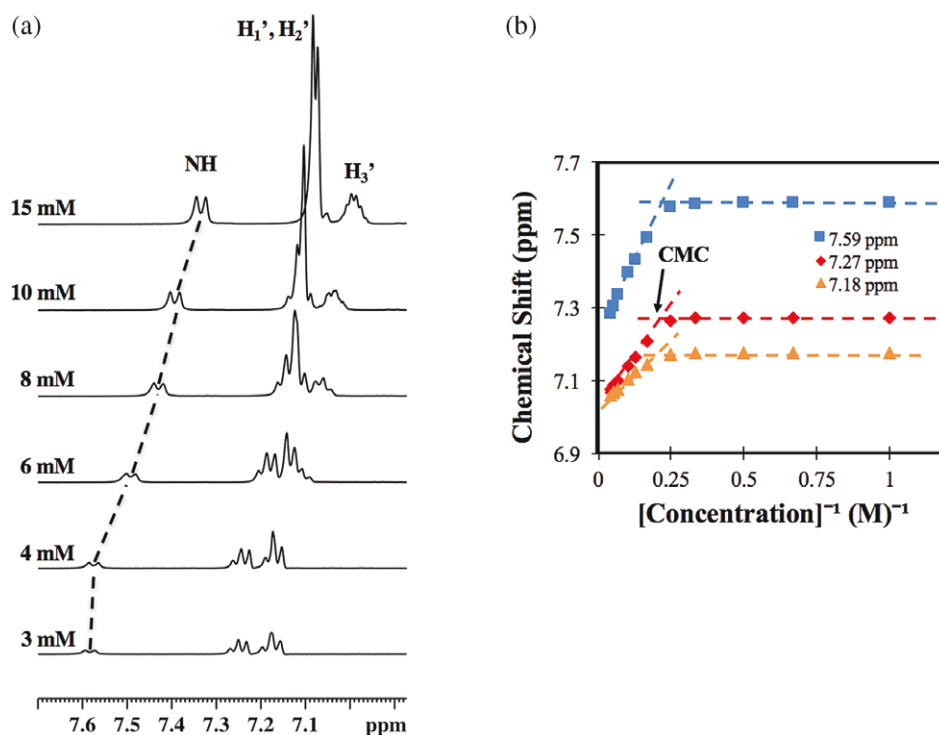 (a)
H₁’, H₂’
NH
H₃’
15 mM
10 mM
8 mM
6 mM
4 mM
3 mM
7.6 7.5 7.4 7.3 7.2 7.1 ppm
(b)
7.7
7.5
7.3
7.1
6.9
Chemical Shift (ppm)
CMC
7.59 ppm
7.27 ppm
7.18 ppm
0 0.25 0.5 0.75 1
[Concentration]⁻¹ (M)⁻¹